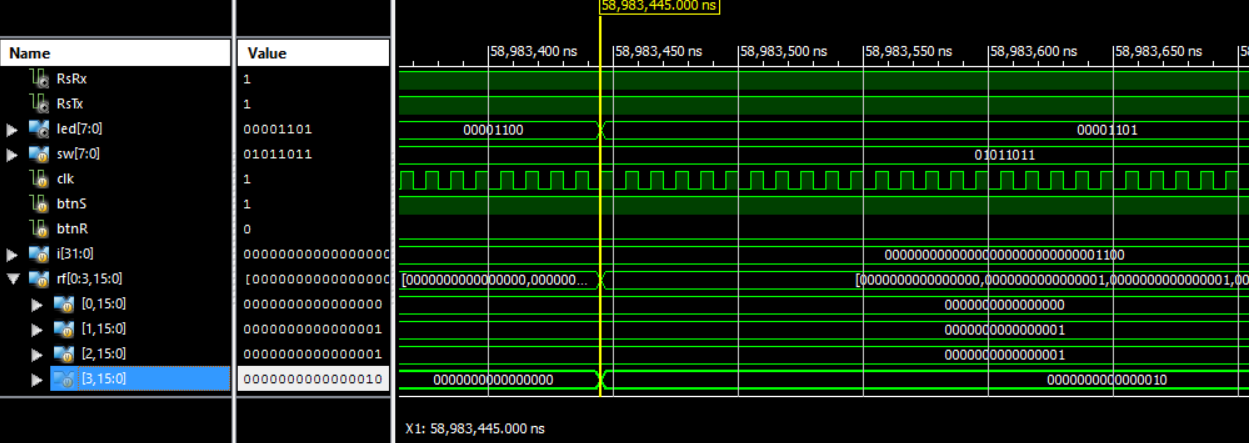 58,983,445.000 ns
Name Value 58,983,400 ns 58,983,450 ns 58,983,500 ns 58,983,550 ns 58,983,600 ns 58,983,650 ns
RsRx 1
RsTx 1
led[7:0] 00001101 00001100 00001101
sw[7:0] 01011011 01011011
clk 1
btnS 1
btnR 0
i[31:0] 00000000000000000000000000001100
rf[0:3,15:0] [0000000000000000,000000... [0000000000000000,0000000000000001,0000000000000001,00
[0,15:0] 0000000000000000 0000000000000000
[1,15:0] 0000000000000001 0000000000000001
[2,15:0] 0000000000000001 0000000000000001
[3,15:0] 0000000000000010 0000000000000000 0000000000000010
X1: 58,983,445.000 ns